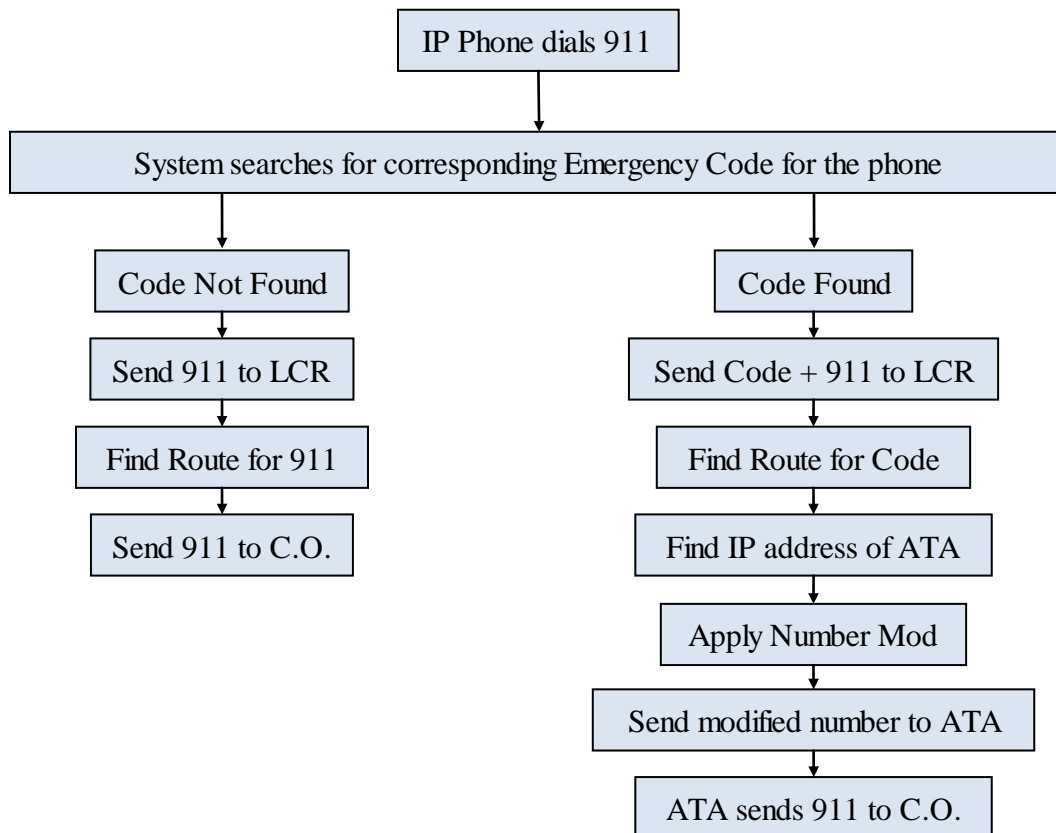 IP Phone dials 911
System searches for corresponding Emergency Code for the phone
Code Not Found
Send 911 to LCR
Find Route for 911
Send 911 to C.O.
Code Found
Send Code + 911 to LCR
Find Route for Code
Find IP address of ATA
Apply Number Mod
Send modified number to ATA
ATA sends 911 to C.O.